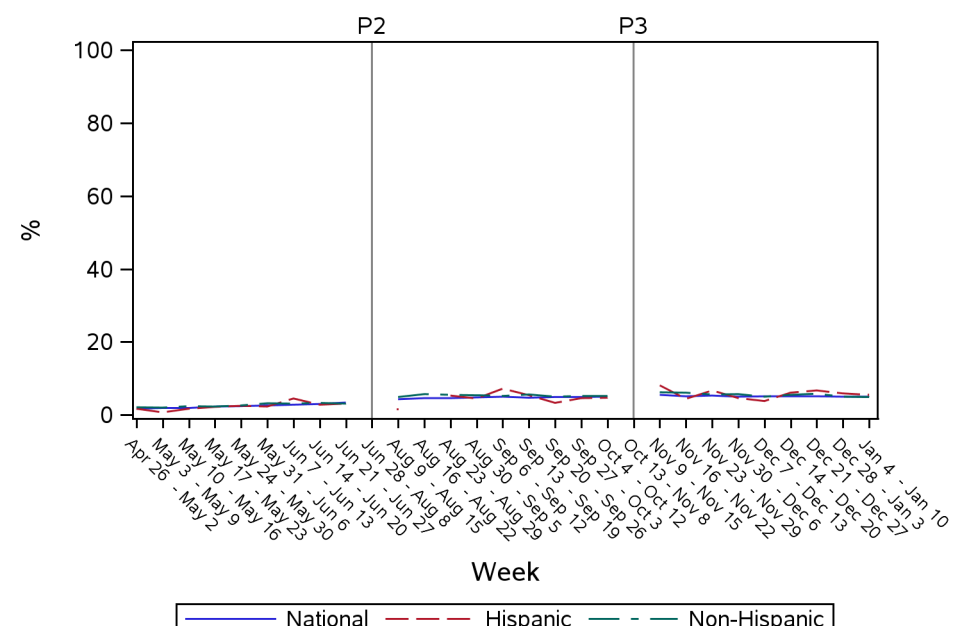 P2
P3
100
80
60
40
20
0
%
Apr 26 - May 2
May 3 - May 9
May 10 - May 16
May 17 - May 23
May 24 - May 30
May 31 - Jun 6
Jun 7 - Jun 13
Jun 14 - Jun 20
Jun 21 - Jun 27
Jun 28 - Aug 8
Aug 9 - Aug 15
Aug 16 - Aug 22
Aug 23 - Aug 29
Aug 30 - Sep 5
Sep 6 - Sep 12
Sep 13 - Sep 19
Sep 20 - Sep 26
Sep 27 - Oct 3
Oct 4 - Oct 12
Oct 13 - Nov 8
Nov 9 - Nov 15
Nov 16 - Nov 22
Nov 23 - Nov 29
Nov 30 - Dec 6
Dec 7 - Dec 13
Dec 14 - Dec 20
Dec 21 - Dec 27
Dec 28 - Jan 3
Jan 4 - Jan 10
Week
National Hispanic Non-Hispanic